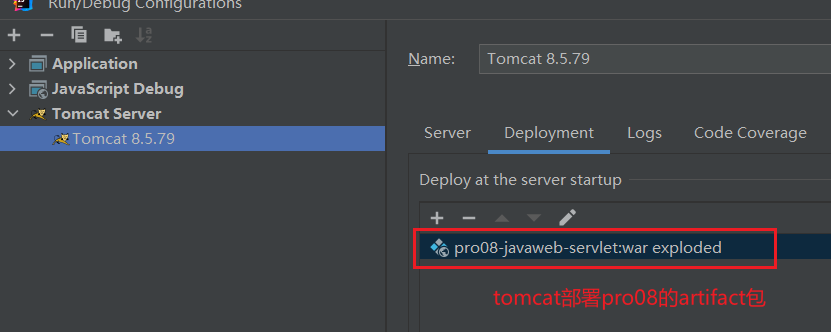 Run/Debug Configurations
Application
JavaScript Debug
Tomcat Server
Tomcat 8.5.79
Name:
Tomcat 8.5.79
Server
Deployment
Logs
Code Coverage
Deploy at the server startup
pro08-javaweb-servlet:war exploded
tomcat部署pro08的artifact包